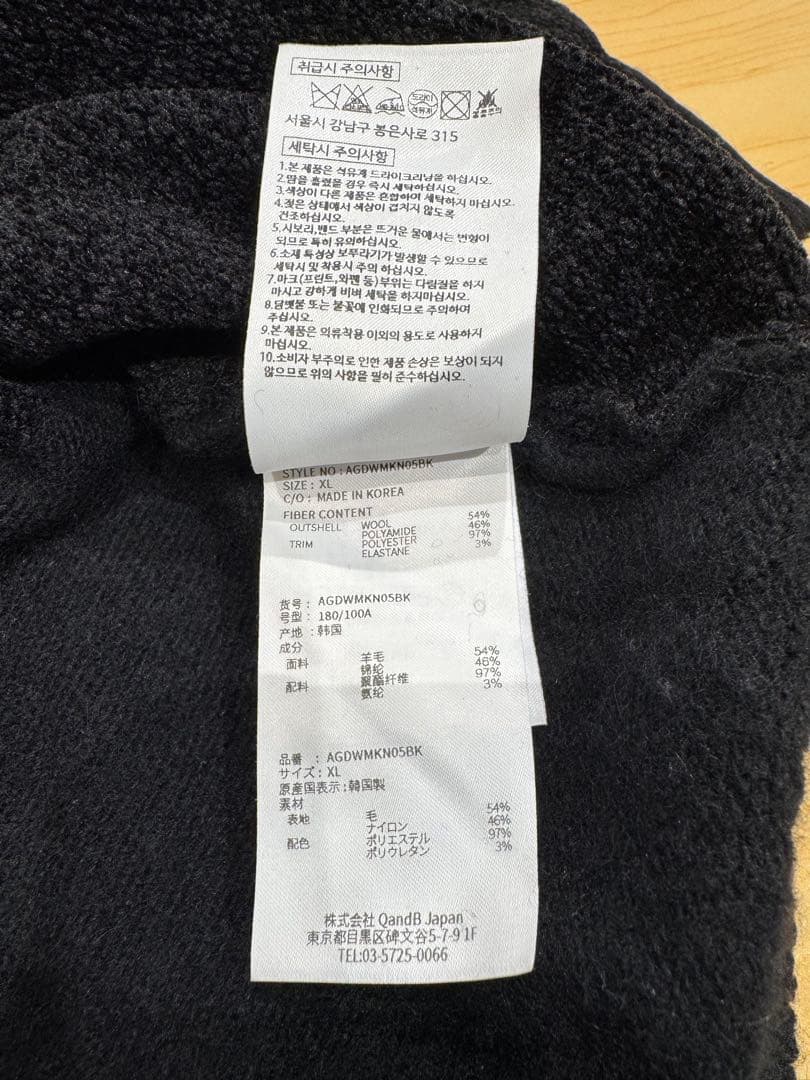 취급시 주의사항
드라이
석유계
서울시 강남구 봉은사로 315
세탁시 주의사항
1.본 제품은 석유계 드라이크리닝을 하십시오.
2.땀을 흘렸을 경우 즉시 세탁하십시오.
3.색상이 다른 제품은 혼합하여 세탁하지 마십시오.
4.젖은 상태에서 색상이 겹치지 않도록
건조하십시오.
5.시보리,밴드 부분은 뜨거운 물에서는 변형이
되므로 특히 유의하십시오.
6.소재 특성상 보푸라기가 발생할 수 있으므로
세탁시 및 착용시 주의 하십시오.
7.마크(프린트,와펜 등)부위는 다림질을 하지
마시고 강하게 비벼 세탁을 하지마십시오.
8.담뱃불 또는 불꽃에 인화되므로 주의하여
주십시오.
9.본 제품은 의류착용 이외의 용도로 사용하지
마십시오.
10.소비자 부주의로 인한 제품 손상은 보상이 되지
않으므로 위의 사항을 필히 준수하십시오.
STYLE NO : AGDWMKN05BK
SIZE : XL
C/O : MADE IN KOREA
FIBER CONTENT
OUTSHELL WOOL 54%
POLYAMIDE 46%
TRIM POLYESTER 97%
ELASTANE 3%
货号 : AGDWMKN05BK
号型 : 180/100A
产地 : 韩国
成分
面料 羊毛 54%
锦纶 46%
配料 聚酯纤维 97%
氨纶 3%
品番 : AGDWMKN05BK
サイズ : XL
原産国表示 : 韓国製
素材
表地 毛 54%
ナイロン 46%
配色 ポリエステル 97%
ポリウレタン 3%
株式会社 QandB Japan
東京都目黒区碑文谷5-7-9 1F
TEL:03-5725-0066